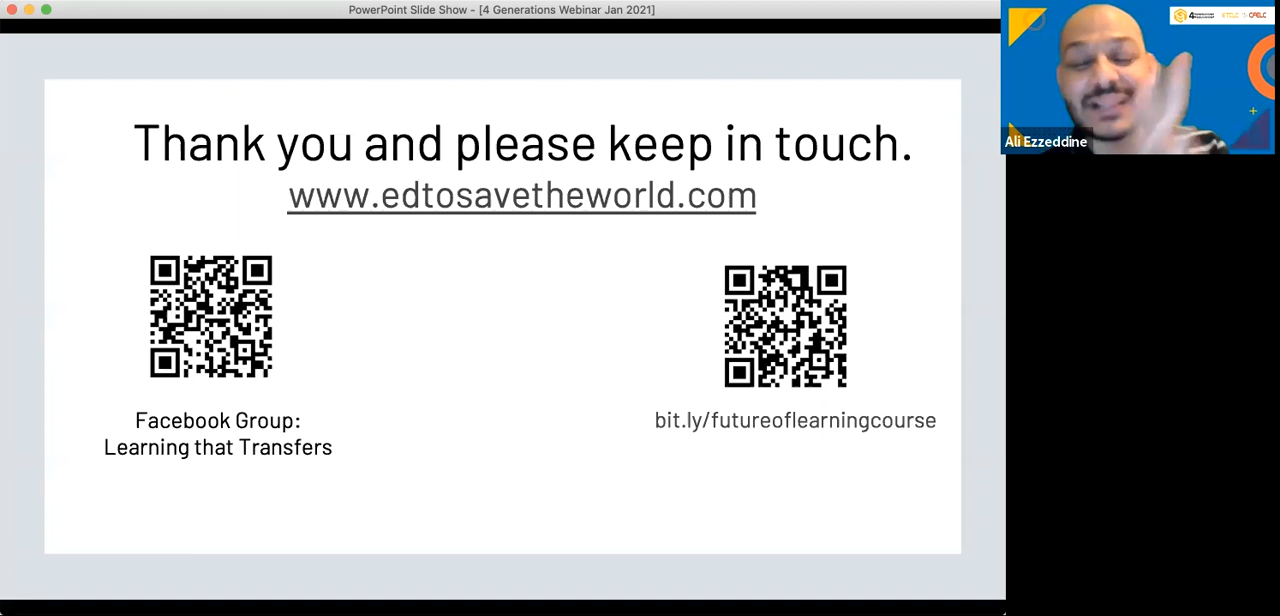 PowerPoint Slide Show - [4 Generations Webinar Jan 2021]
Thank you and please keep in touch.
www.edtosavetheworld.com
Facebook Group:
Learning that Transfers
bit.ly/futureoflearningcourse
Ali Ezzeddine